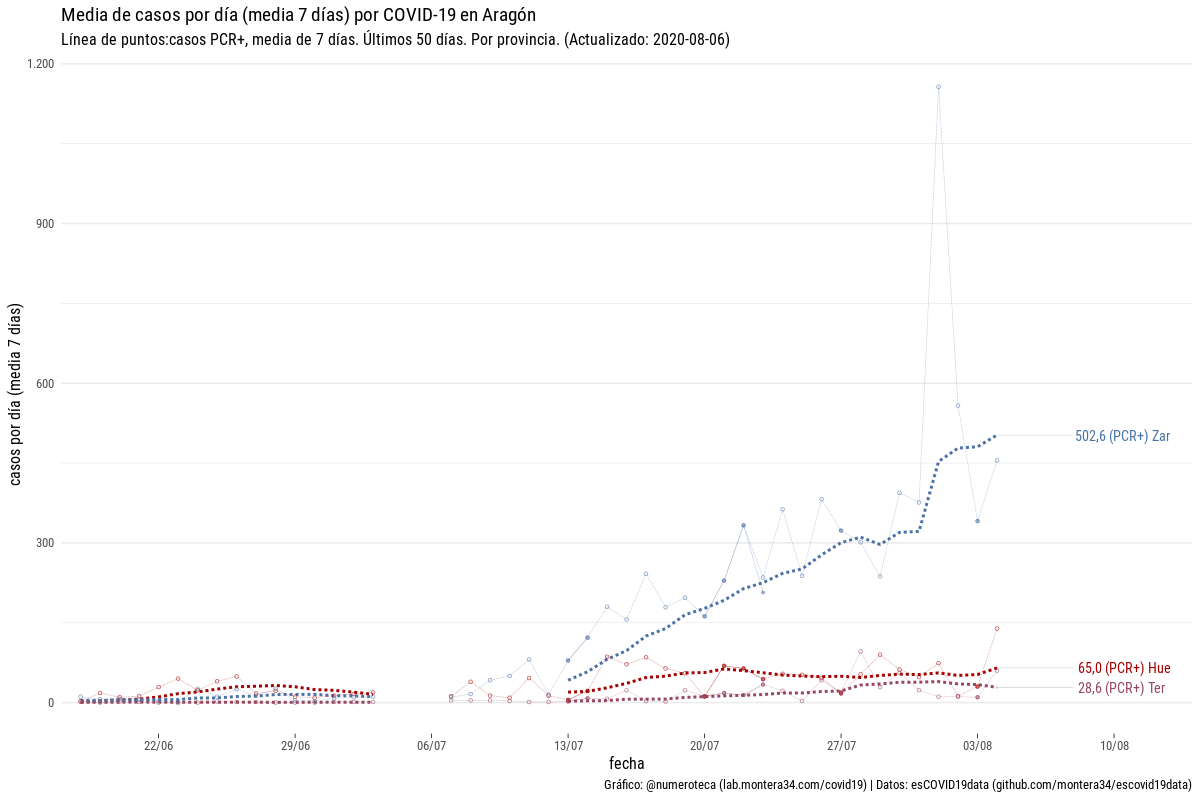 Media de casos por día (media 7 días) por COVID-19 en Aragón
Línea de puntos:casos PCR+, media de 7 días. Últimos 50 días. Por provincia. (Actualizado: 2020-08-06)
1.200
900
600
300
0
casos por día (media 7 días)
502,6 (PCR+) Zar
65,0 (PCR+) Hue
28,6 (PCR+) Ter
22/06 29/06 06/07 13/07 20/07 27/07 03/08 10/08
fecha
Gráfico: @numeroteca (lab.montera34.com/covid19) | Datos: esCOVID19data (github.com/montera34/escovid19data)